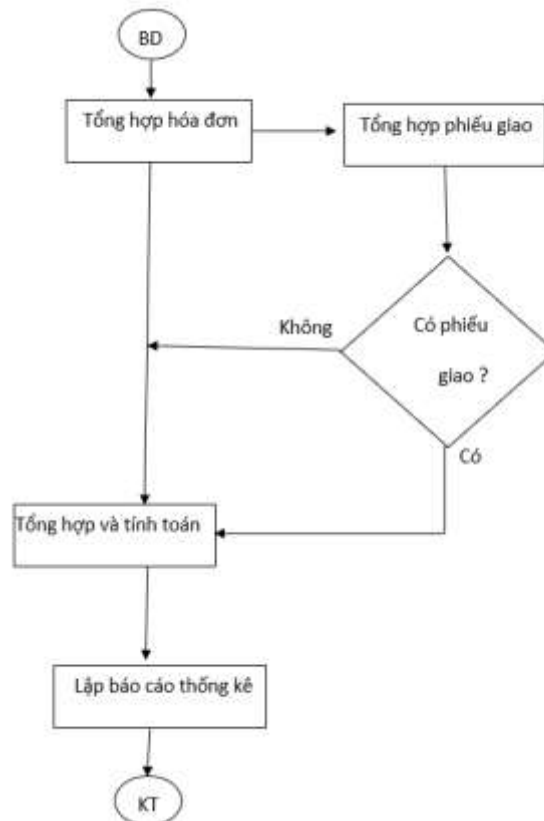 BD
Tổng hợp hóa đơn
Tổng hợp phiếu giao
Không
Có phiếu
giao ?
Có
Tổng hợp và tính toán
Lập báo cáo thống kê
KT